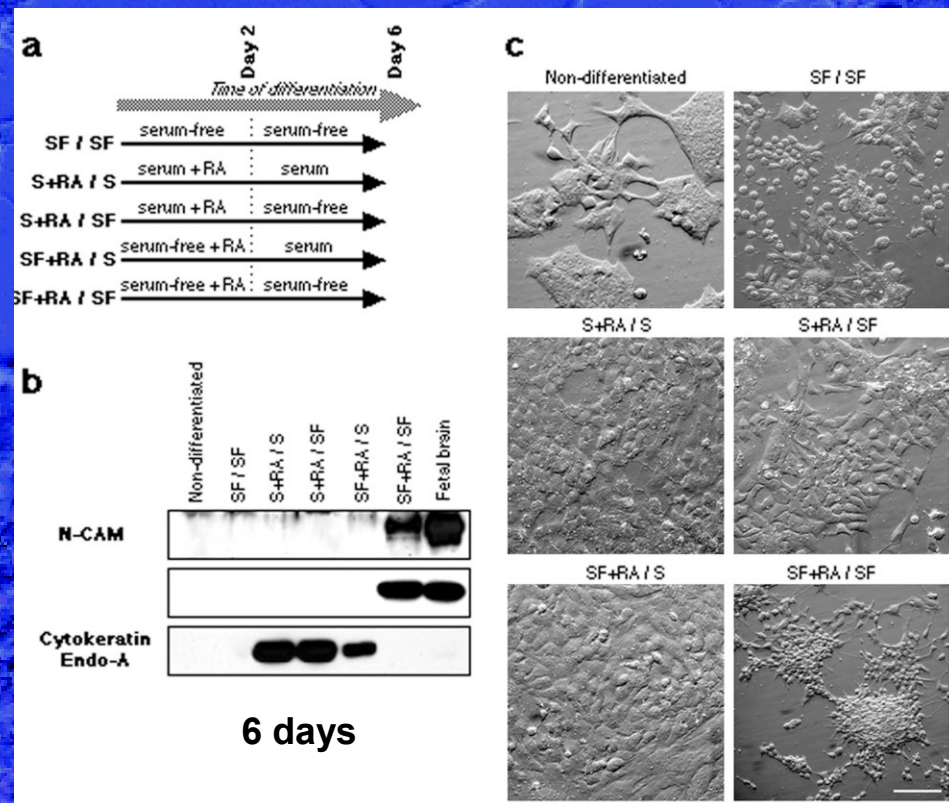 a
Day 2
Day 6
Time of differentiation
SF / SF
serum-free
serum-free
S+RA / S
serum + RA
serum
S+RA / SF
serum + RA
serum-free
SF+RA / S
serum-free + RA
serum
SF+RA / SF
serum-free + RA
serum-free
b
Non-differentiated
SF / SF
S+RA / S
S+RA / SF
SF+RA / S
SF+RA / SF
Fetal brain
N-CAM
Cytokeratin
Endo-A
6 days
c
Non-differentiated
SF / SF
S+RA / S
S+RA / SF
SF+RA / S
SF+RA / SF